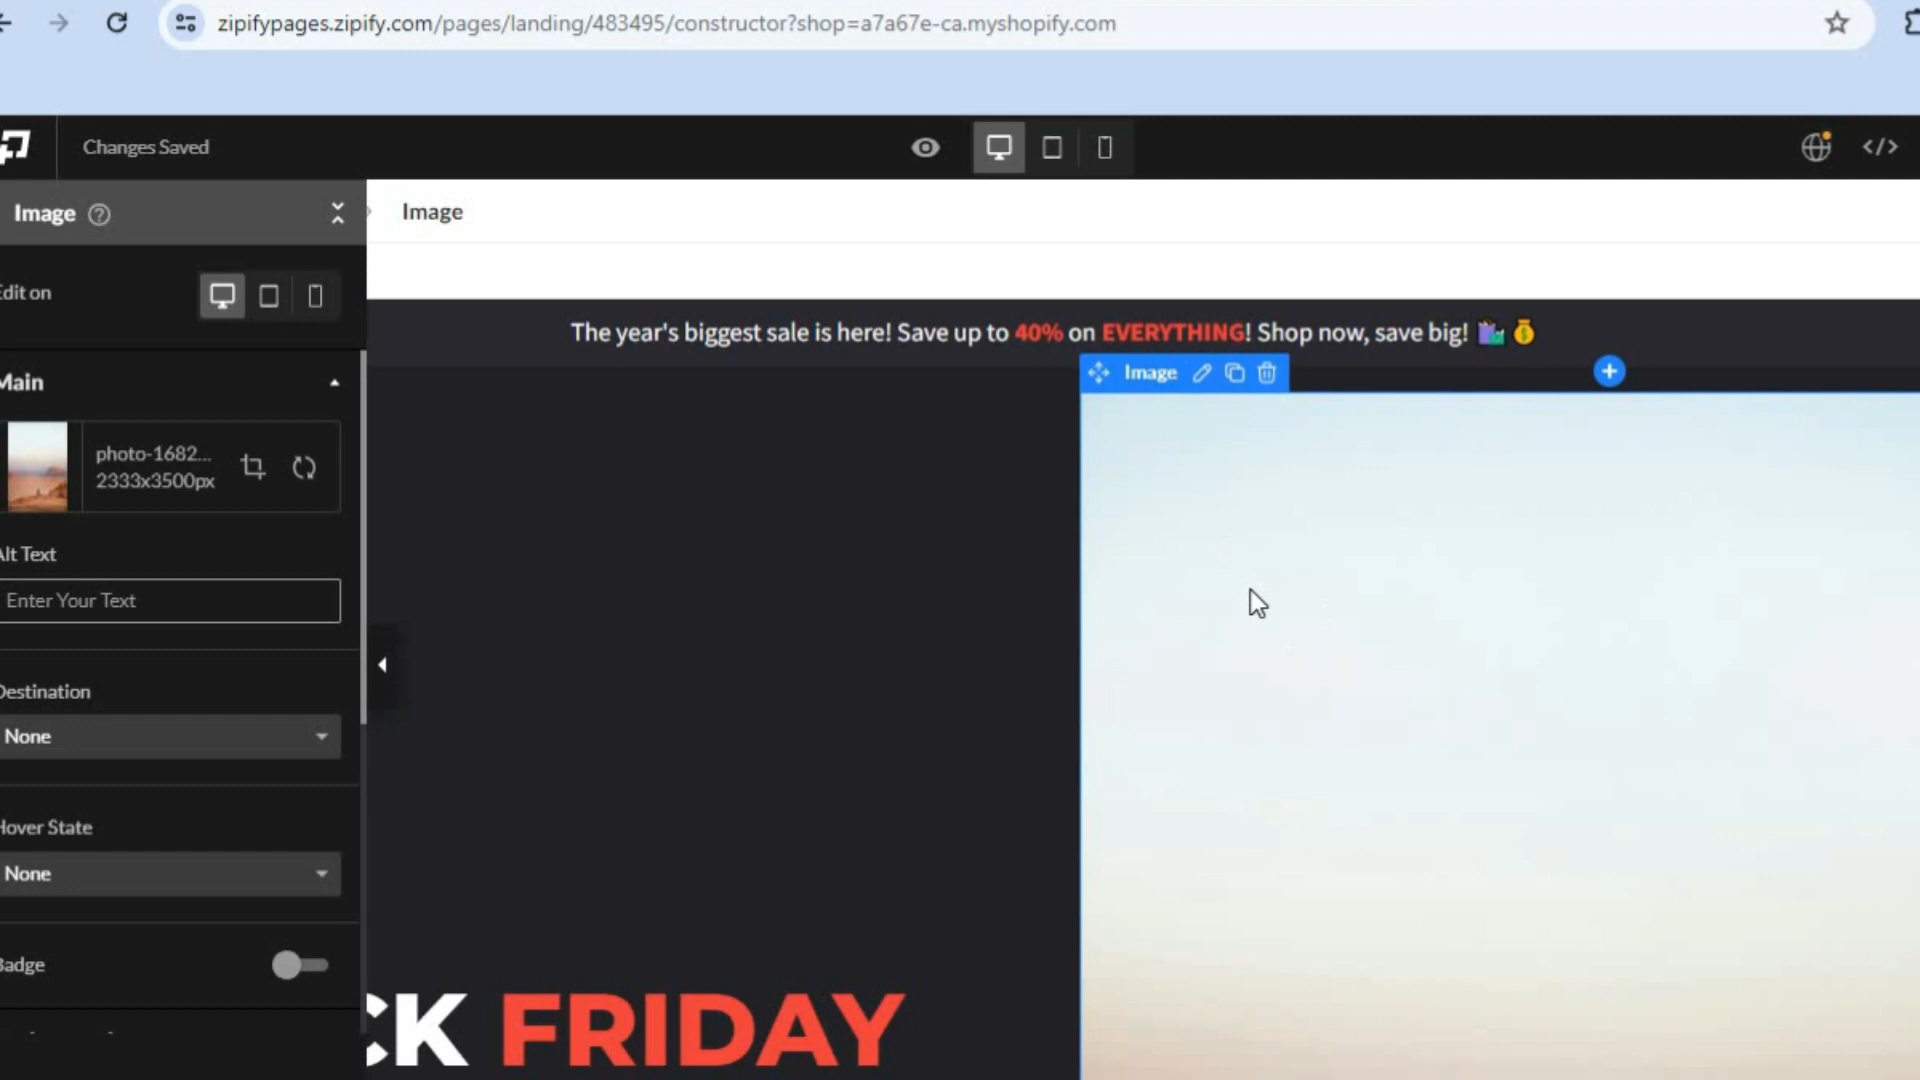 zipifypages.zipify.com/pages/landing/483495/constructor?shop=a7a67e-ca.myshopify.com
Changes Saved
</>
Image
Image
Edit on
The year's biggest sale is here! Save up to 40% on EVERYTHING! Shop now, save big! 🛍️ 💰
Image
Main
photo-1682...
2333x3500px
Alt Text
Enter Your Text
Destination
None
Hover State
None
Badge
CK FRIDAY